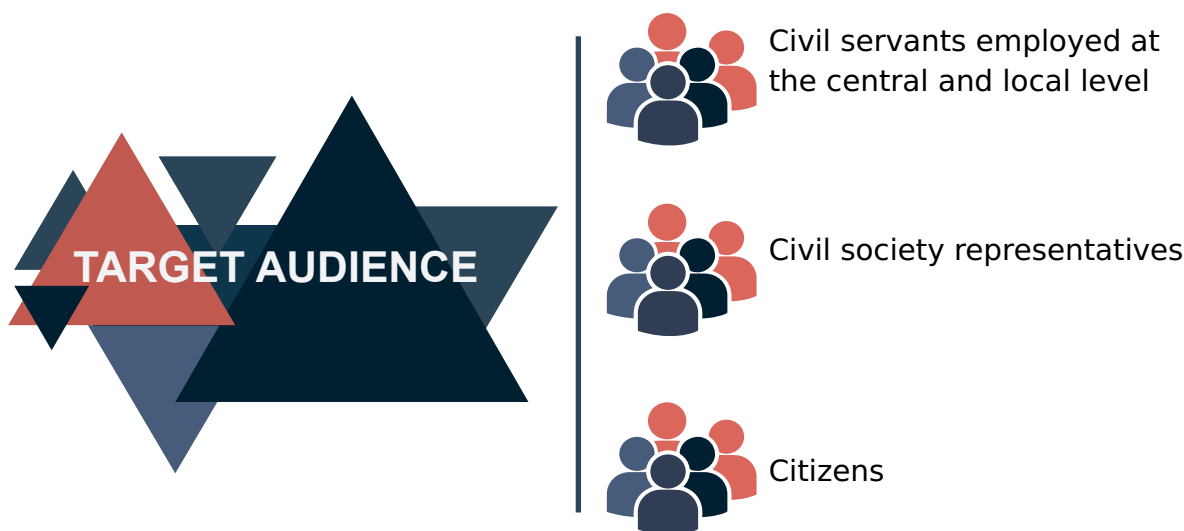 TARGET AUDIENCE
Civil servants employed at
the central and local level
Civil society representatives
Citizens